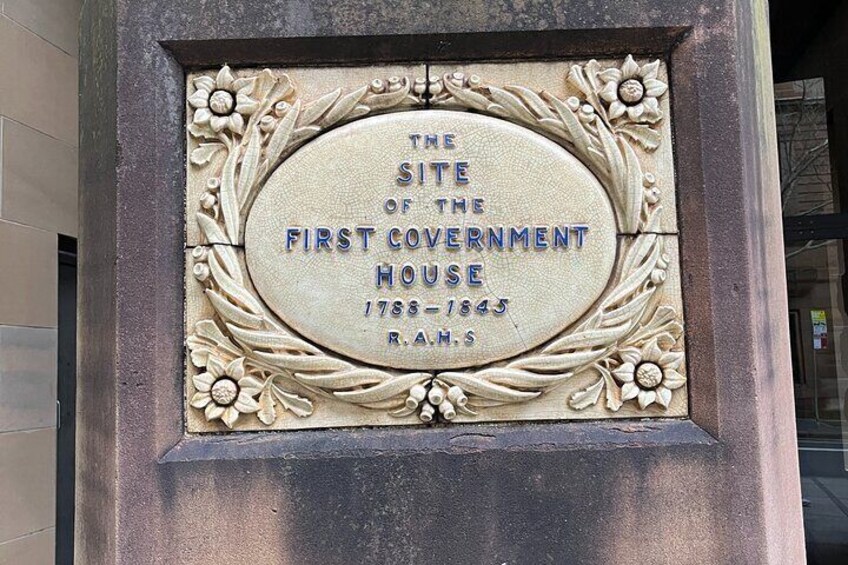 THE
SITE
OF THE
FIRST GOVERNMENT
HOUSE
1788-1845
R.A.H.S